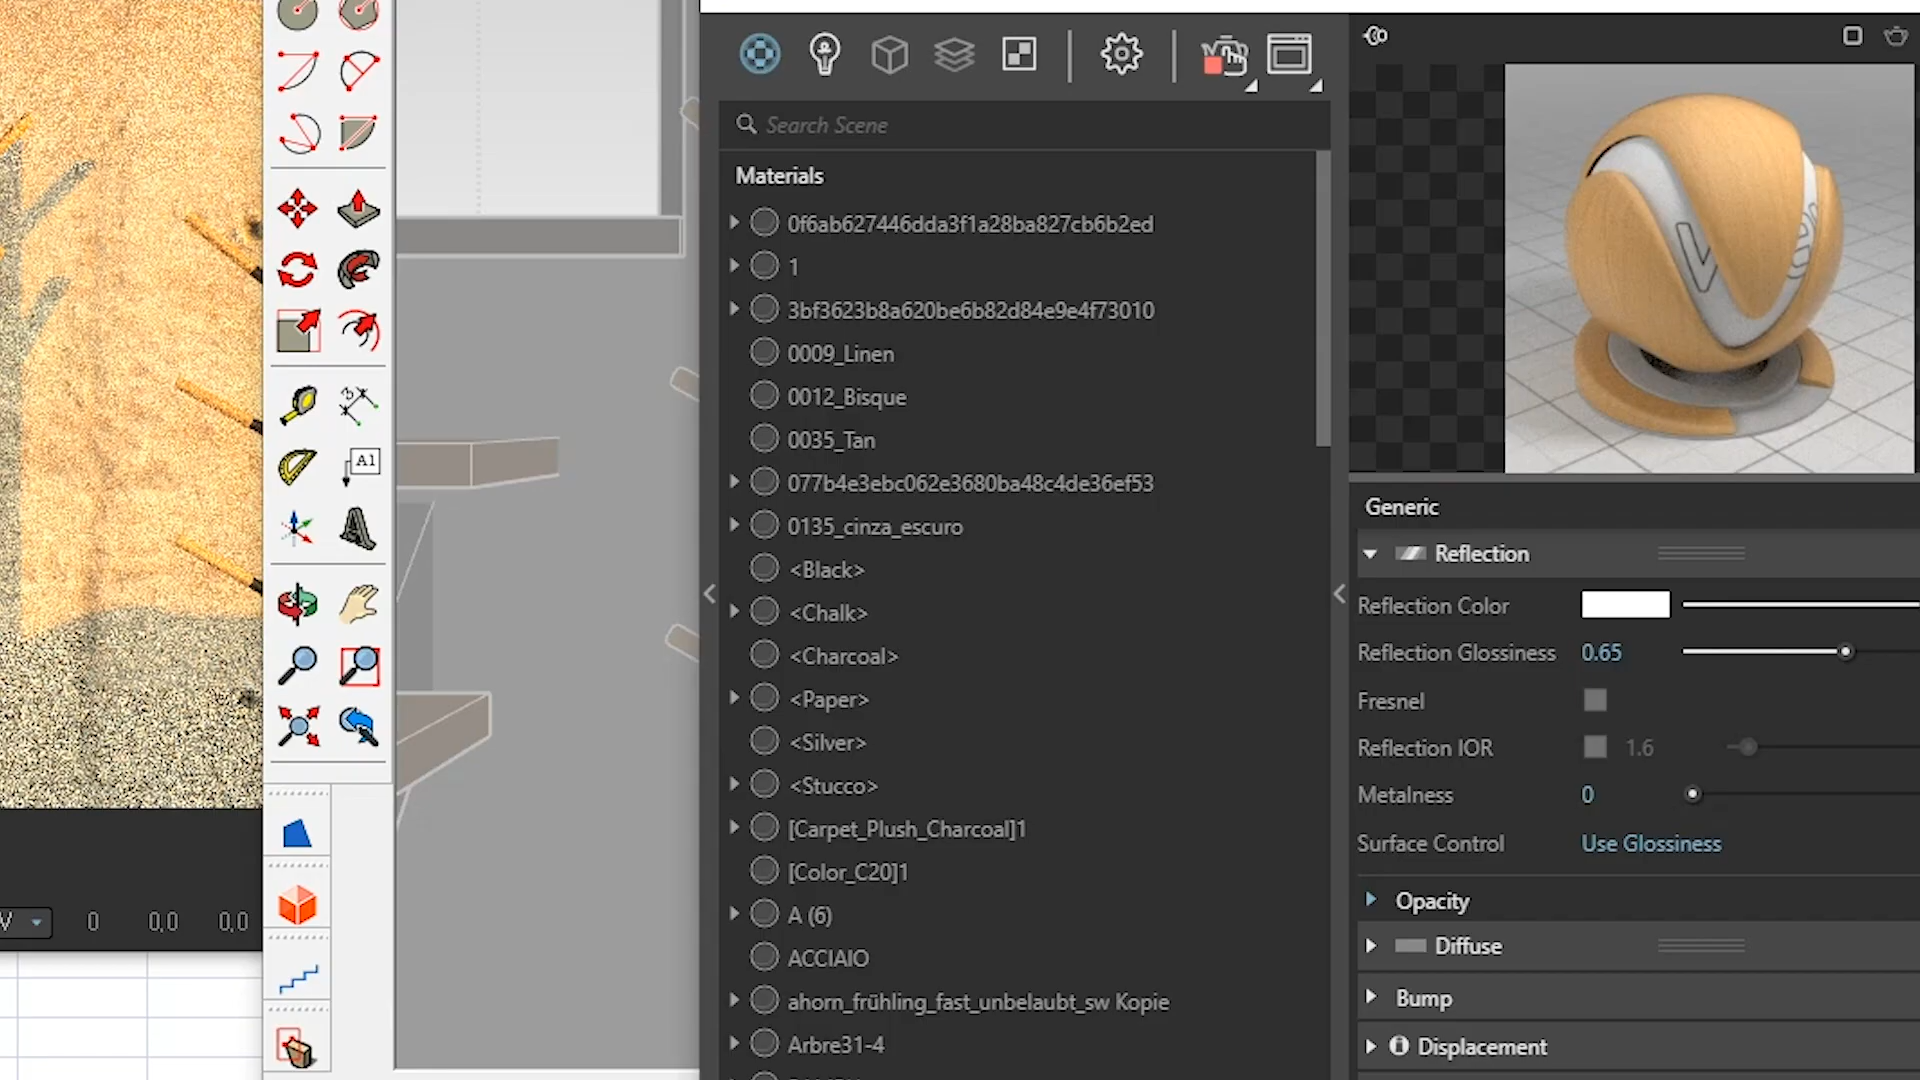 Search Scene
Materials
0f6ab627446dda3f1a28ba827cb6b2ed
1
3bf3623b8a620be6b82d84e9e4f73010
0009_Linen
0012_Bisque
0035_Tan
077b4e3ebc062e3680ba48c4de36ef53
0135_cinza_escuro
<Black>
<Chalk>
<Charcoal>
<Paper>
<Silver>
<Stucco>
[Carpet_Plush_Charcoal]1
[Color_C20]1
A (6)
ACCIAIO
ahorn_frühling_fast_unbelaubt_sw Kopie
Arbre31-4
Generic
Reflection
Reflection Color
Reflection Glossiness 0.65
Fresnel
Reflection IOR 1.6
Metalness 0
Surface Control Use Glossiness
Opacity
Diffuse
Bump
Displacement
A1
V 0 0,0 0,0